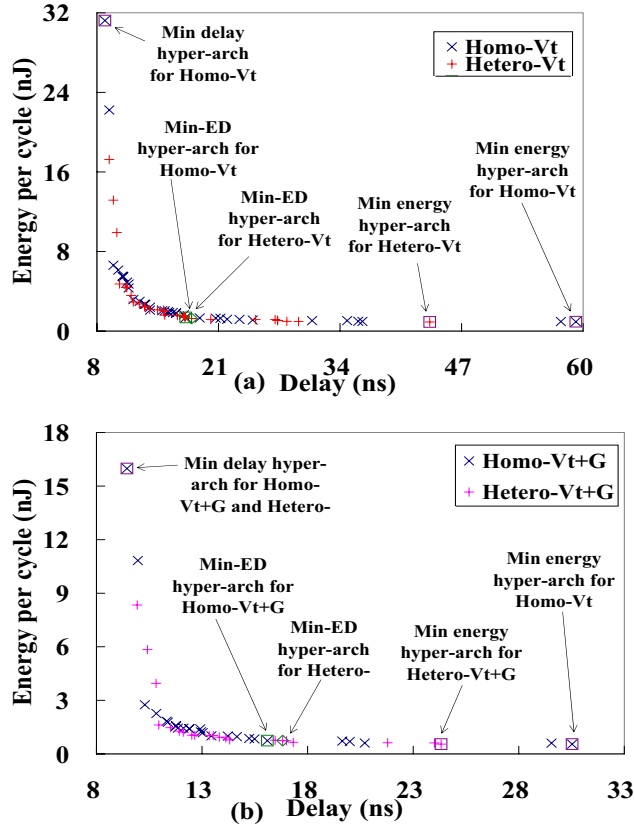 32
24
16
8
0
Energy per cycle (nJ)
Min delay
hyper-arch
for Homo-Vt
Homo-Vt
Hetero-Vt
Min-ED
hyper-arch for
Homo-Vt
Min-ED
hyper-arch
for Hetero-Vt
Min energy
hyper-arch
for Hetero-Vt
Min energy
hyper-arch
for Homo-Vt
8
21
34
47
60
(a) Delay (ns)
18
15
12
9
6
3
0
Energy per cycle (nJ)
Min delay hyper-
arch for Homo-
Vt+G and Hetero-
Homo-Vt+G
Hetero-Vt+G
Min-ED
hyper-arch for
Homo-Vt+G
Min-ED
hyper-arch
for Hetero-
Min energy
hyper-arch for
Hetero-Vt+G
Min energy
hyper-arch for
Homo-Vt
8
13
18
23
28
33
(b) Delay (ns)